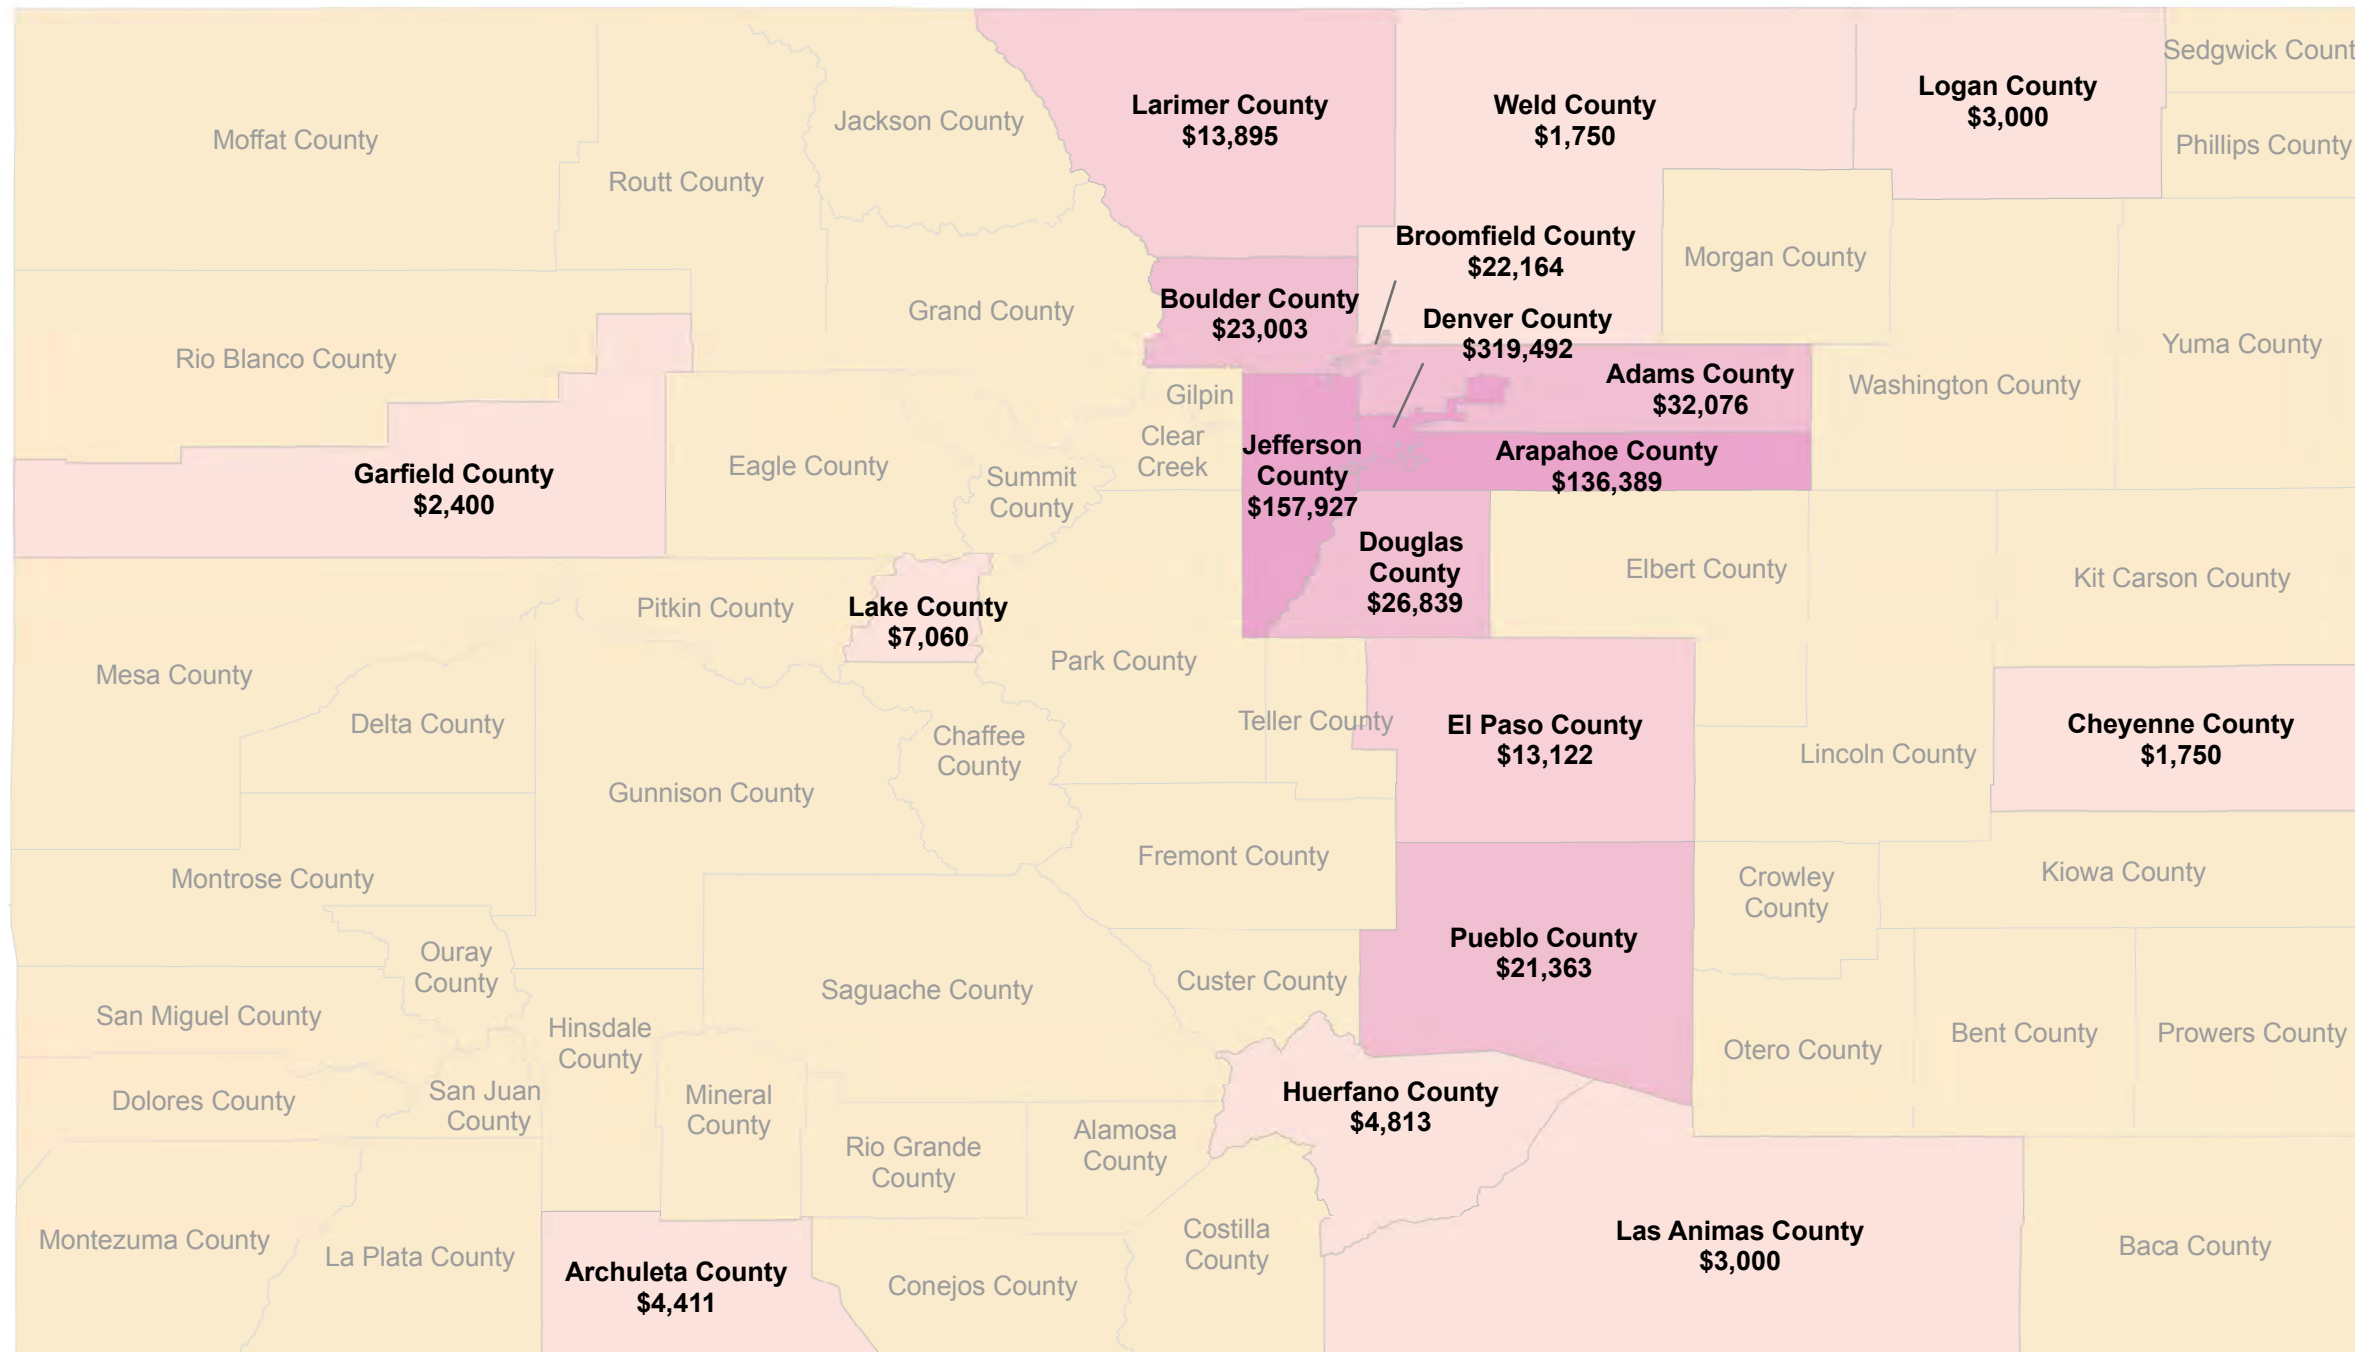 Sedgwick Count
Logan County
$3,000
Larimer County
$13,895
Weld County
$1,750
Jackson County
Moffat County
Phillips County
Routt County
Broomfield County
$22,164
Morgan County
Boulder County
$23,003
Grand County
Denver County
$319,492
Yuma County
Rio Blanco County
Adams County
$32,076
Washington County
Gilpin
Clear
Creek
Jefferson
County
$157,927
Arapahoe County
$136,389
Eagle County
Garfield County
$2,400
Summit
County
Douglas
County
$26,839
Elbert County
Kit Carson County
Pitkin County
Lake County
$7,060
Park County
Mesa County
Delta County
Teller County
El Paso County
$13,122
Cheyenne County
$1,750
Chaffee
County
Lincoln County
Gunnison County
Fremont County
Montrose County
Crowley
County
Kiowa County
Pueblo County
$21,363
Ouray
County
Custer County
Saguache County
San Miguel County
Hinsdale
County
Bent County
Prowers County
Otero County
Dolores County
San Juan
County
Mineral
County
Huerfano County
$4,813
Alamosa
County
Rio Grande
County
Montezuma County
La Plata County
Costilla
County
Las Animas County
$3,000
Baca County
Archuleta County
$4,411
Conejos County